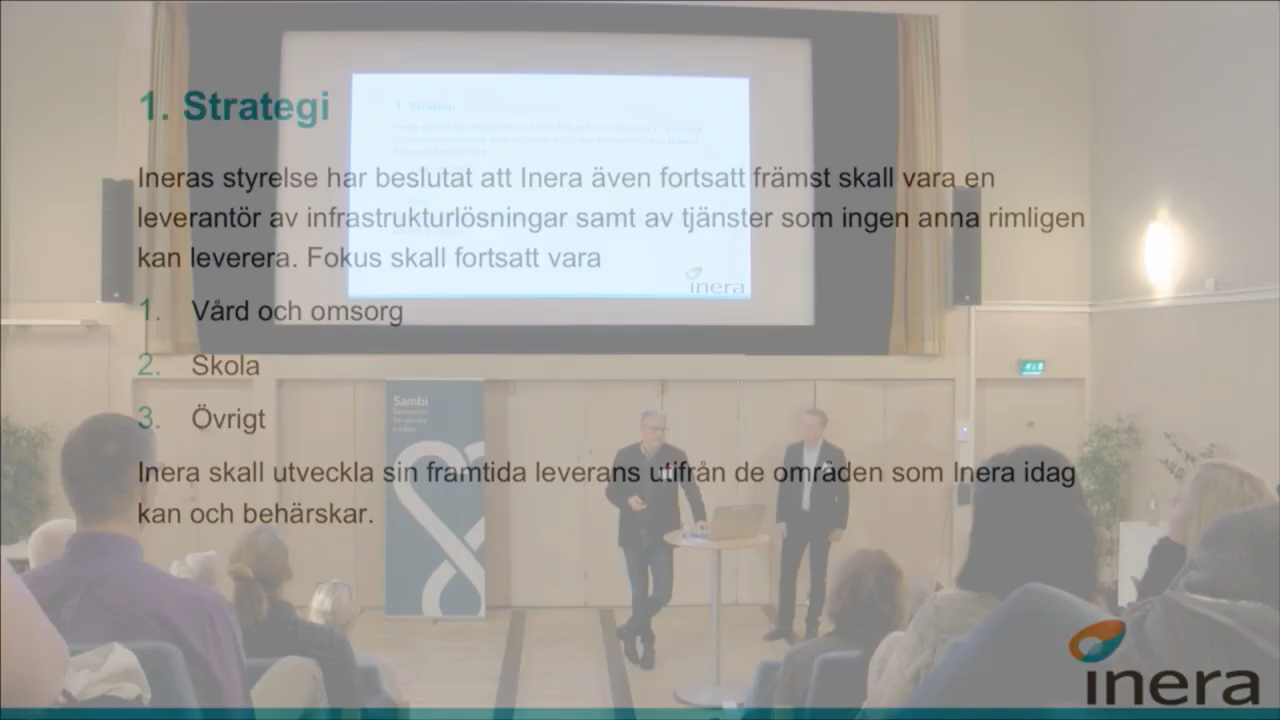 1. Strategi
Ineras styrelse har beslutat att Inera även fortsatt främst skall vara en
leverantör av infrastrukturlösningar samt av tjänster som ingen anna rimligen
kan leverera. Fokus skall fortsatt vara
1. Vård och omsorg
2. Skola
3. Övrigt
Inera skall utveckla sin framtida leverans utifrån de områden som Inera idag
kan och behärskar.
inera
1. Strategi
inera
Sambi